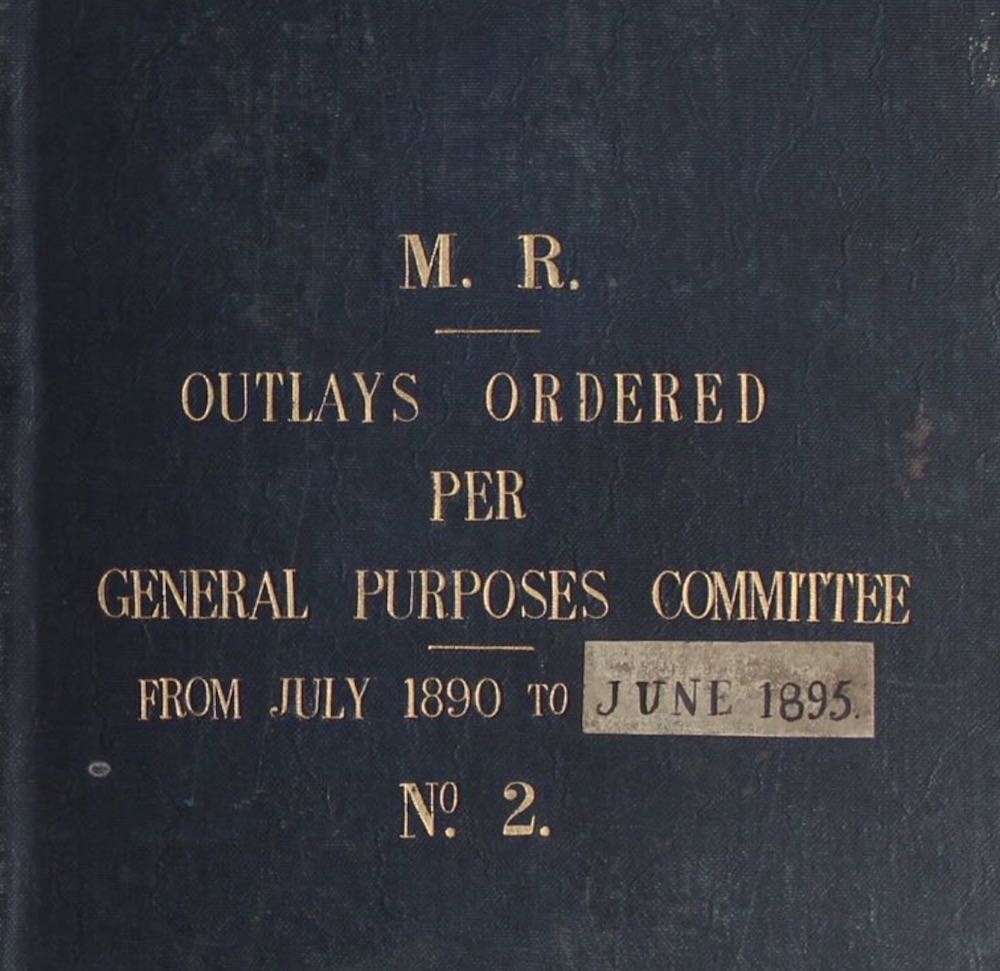 M. R.
OUTLAYS ORDERED
PER
GENERAL PURPOSES COMMITTEE
FROM JULY 1890 TO JUNE 1895.
Nº. 2.